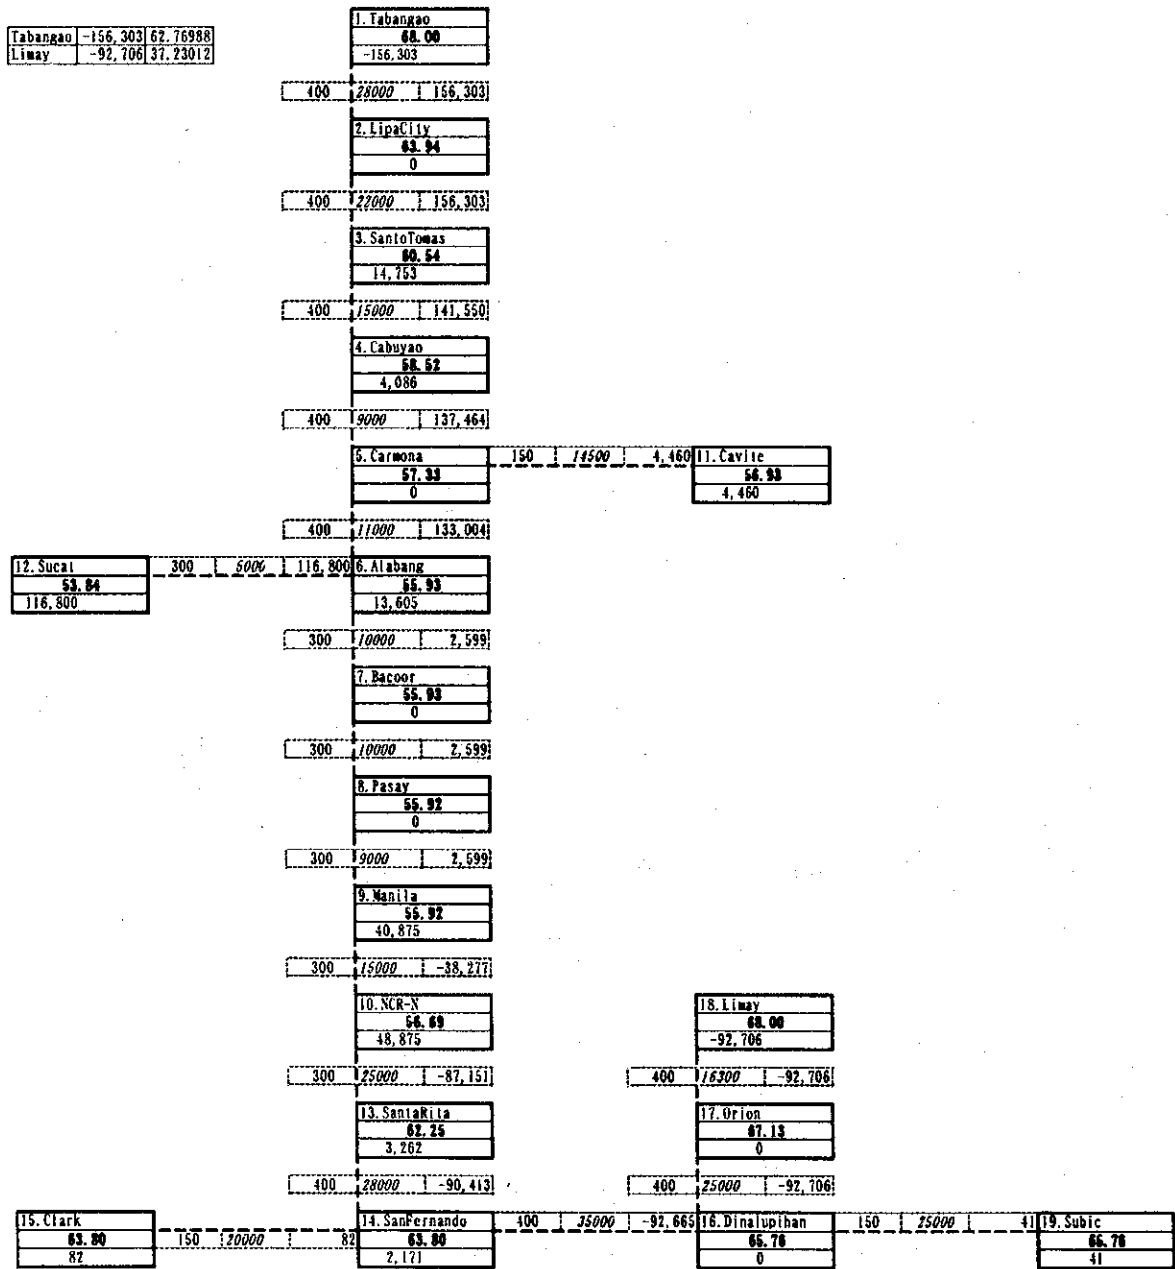 1. Tabangao
Tabangao -156,303 62.76988
68.00
Limay -92,706 37.23012
-156,303
400 28000 156,303
2. LipaCity
63.94
0
400 22000 156,303
3. SantoTomas
60.54
14,753
400 15000 141,550
4. Cabuyao
58.52
4,086
400 9000 137,464
5. Carmona 150 14500 4,460 11. Cavite
57.33 56.93
0 4,460
400 11000 133,004
12. Sucat 300 5000 116,800 6. Alabang
53.84 55.93
116,800 13,605
300 10000 2,599
7. Bacoor
55.93
0
300 10000 2,599
8. Pasay
55.92
0
300 9000 2,599
9. Manila
55.92
40,875
300 15000 -38,277
10. NCR-N 18. Limay
56.69 68.00
48,875 -92,706
300 25000 -87,151 400 16300 -92,706
13. SantaRita 17. Orion
62.25 67.13
3,262 0
400 28000 -90,413 400 25000 -92,706
15. Clark 14. SanFernando 400 35000 -92,665 16. Dinalupihan 150 25000 41 19. Subic
63.80 150 20000 82 63.80 65.78 65.78
82 2,171 0 41